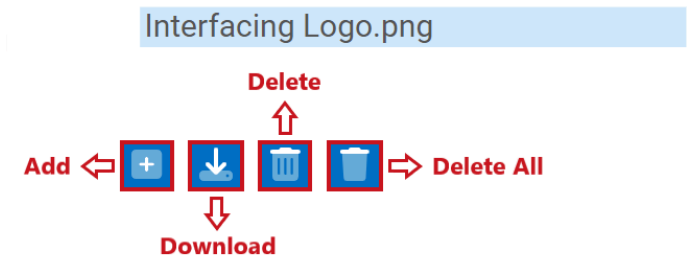 Interfacing Logo.png
Delete
Add
Delete All
Download